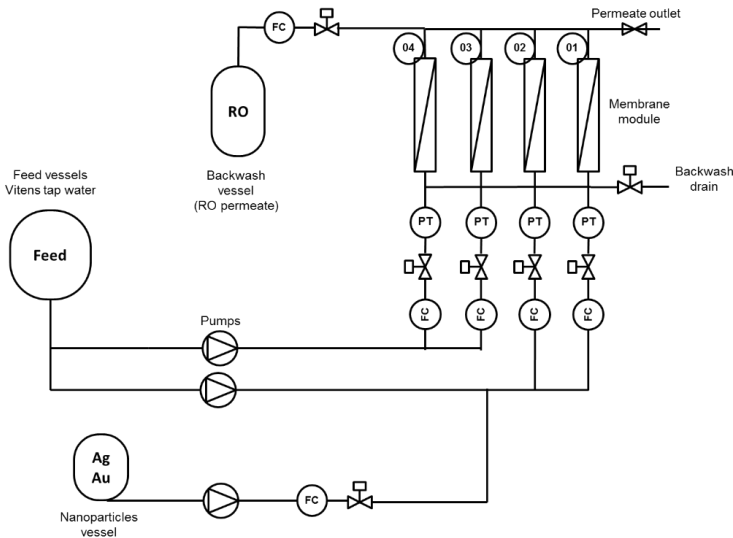 Permeate outlet
FC
04
03
02
01
RO
Membrane
module
Backwash
vessel
(RO permeate)
Backwash
drain
Feed vessels
Vitens tap water
PT
PT
PT
PT
Feed
FC
FC
FC
FC
Pumps
Ag
Au
FC
Nanoparticles
vessel